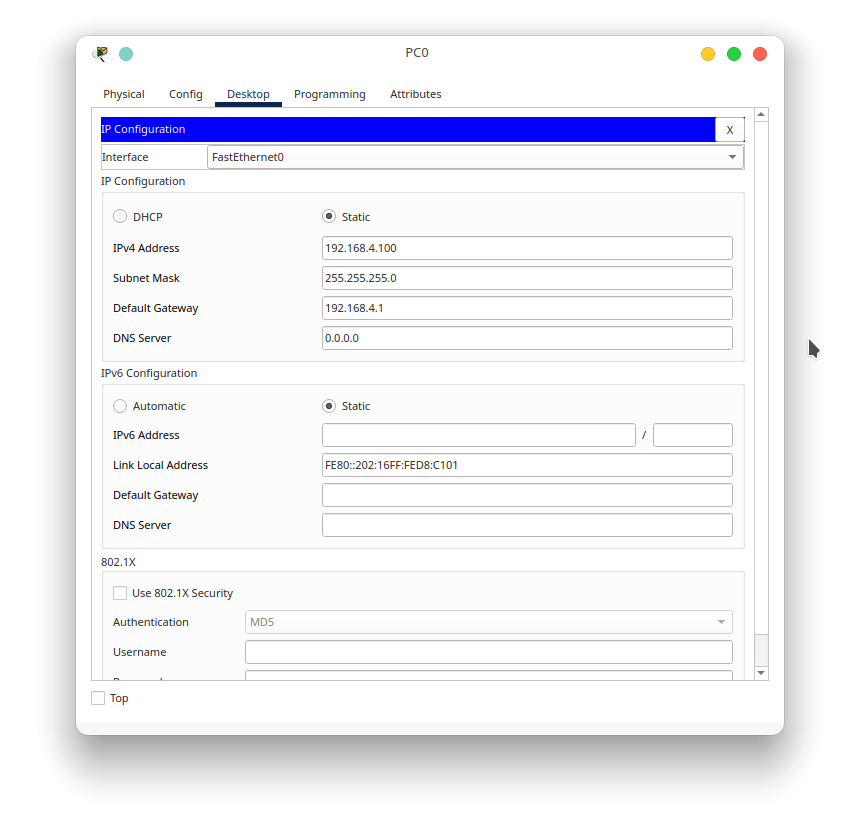 PC0
Physical Config Desktop Programming Attributes
IP Configuration X
Interface FastEthernet0
IP Configuration
DHCP Static
IPv4 Address 192.168.4.100
Subnet Mask 255.255.255.0
Default Gateway 192.168.4.1
DNS Server 0.0.0.0
IPv6 Configuration
Automatic Static
IPv6 Address /
Link Local Address FE80::202:16FF:FED8:C101
Default Gateway
DNS Server
802.1X
Use 802.1X Security
Authentication MD5
Username
Top